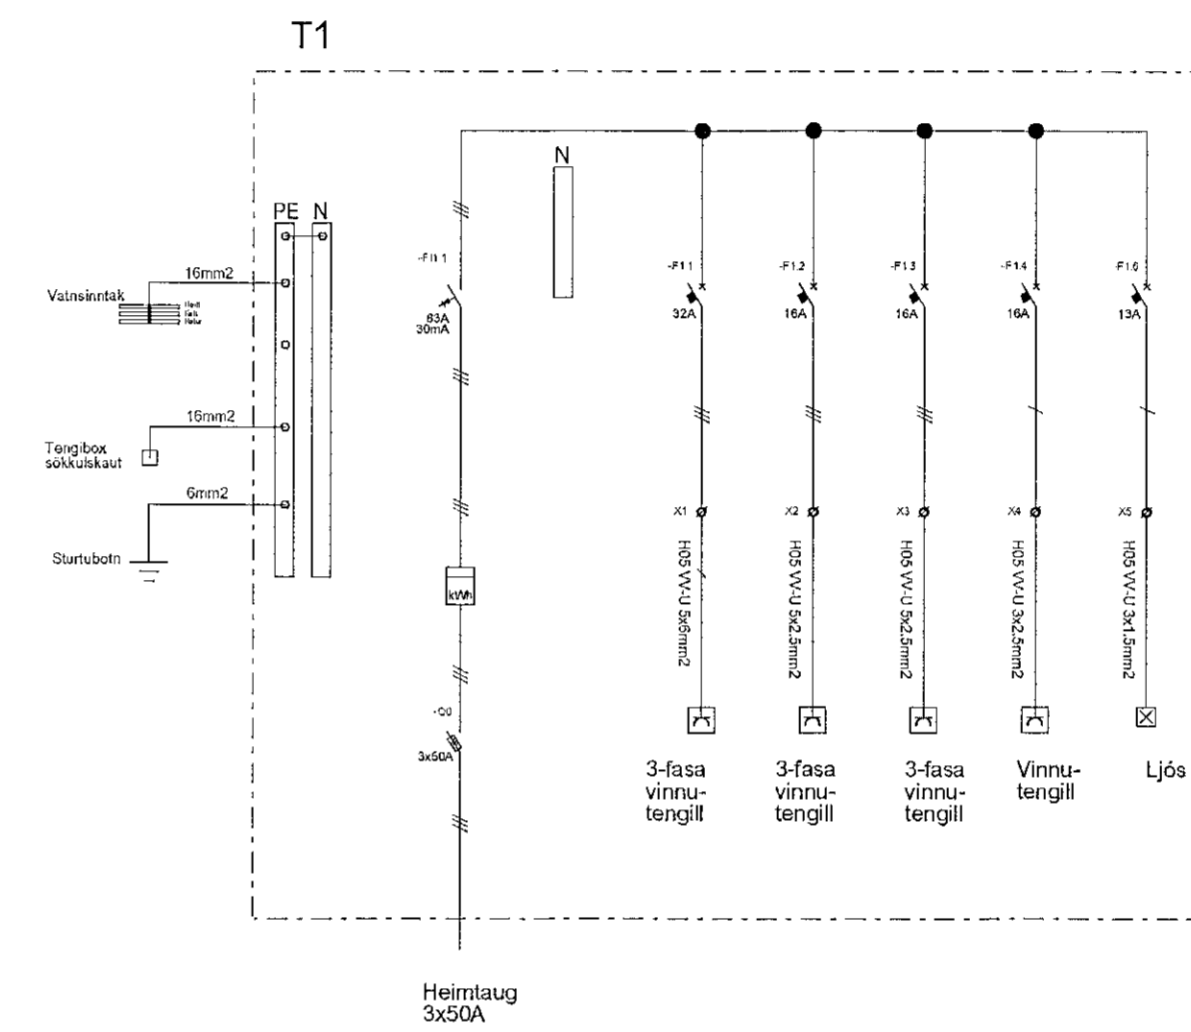 T1
PE N
N
16mm2
Vatnsinntak
16mm2
Tengibox
sökkulskaut
6mm2
Sturtubotn
63A
30mA
kWh
-Q0
3x50A
Heimtaug
3x50A
-F1.1
32A
X1
H05 VV-U 5x6mm2
3-fasa
vinnu-
tengill
-F1.2
16A
X2
H05 VV-U 5x2.5mm2
3-fasa
vinnu-
tengill
-F1.3
16A
X3
H05 VV-U 5x2.5mm2
3-fasa
vinnu-
tengill
-F1.4
16A
X4
H05 VV-U 3x2.5mm2
Vinnu-
tengill
-F1.6
13A
X5
H05 VV-U 3x1.5mm2
Ljós